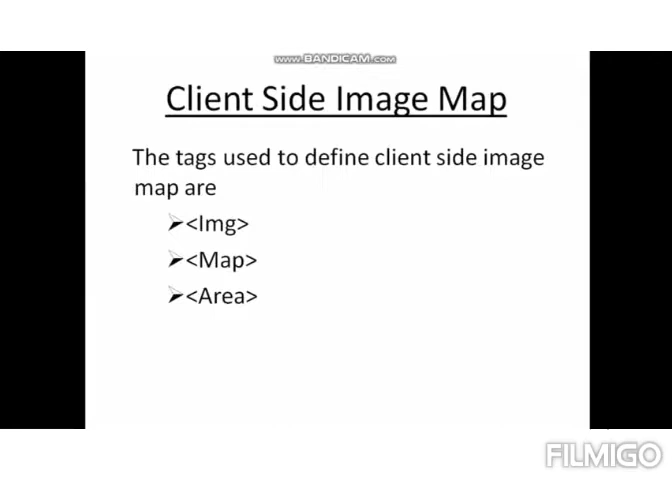 www.BANDICAM.com
Client Side Image Map
The tags used to define client side image
map are
<Img>
<Map>
<Area>
FILMIGO